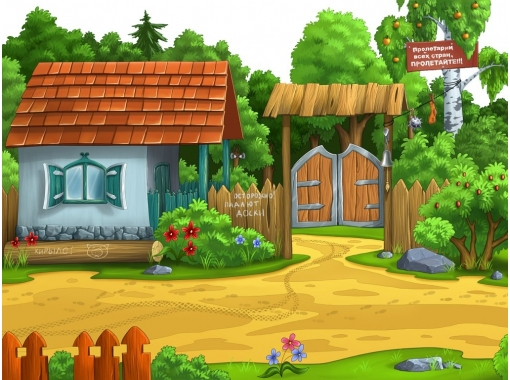 Пролетарии
всех стран,
ПРОЛЕТАЙТЕ!!!
ОСТОРОЖНО
ПАДАЮТ
ДОСКИ